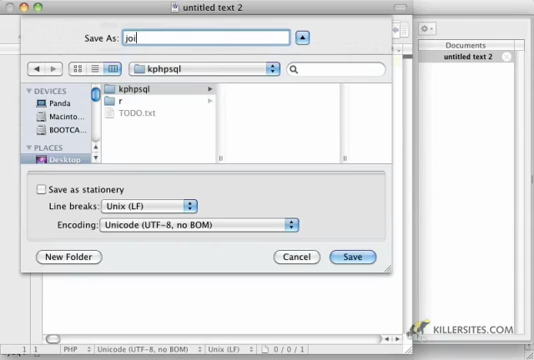 untitled text 2
Save As: joi
kphpsql
Documents
untitled text 2
DEVICES
Panda
Macinto...
BOOTCA...
PLACES
Desktop
kphpsql
r
TODO.txt
Save as stationery
Line breaks: Unix (LF)
Encoding: Unicode (UTF-8, no BOM)
New Folder
Cancel
Save
KILLERSITES.COM
1 1 PHP Unicode (UTF-8, no BOM) Unix (LF) 0 / 0 / 1